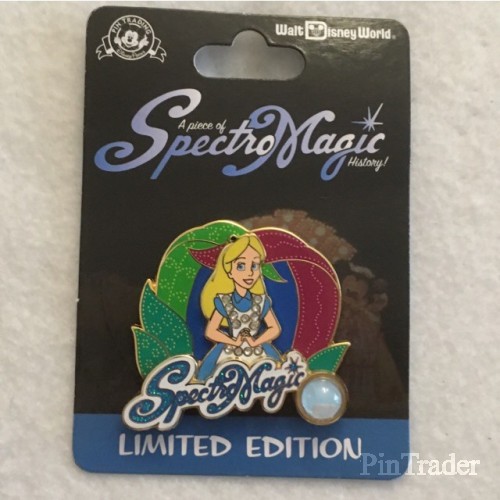 PIN TRADING
Walt Disney World®
A piece of
SpectroMagic
History!
SpectroMagic
LIMITED EDITION
PinTrader